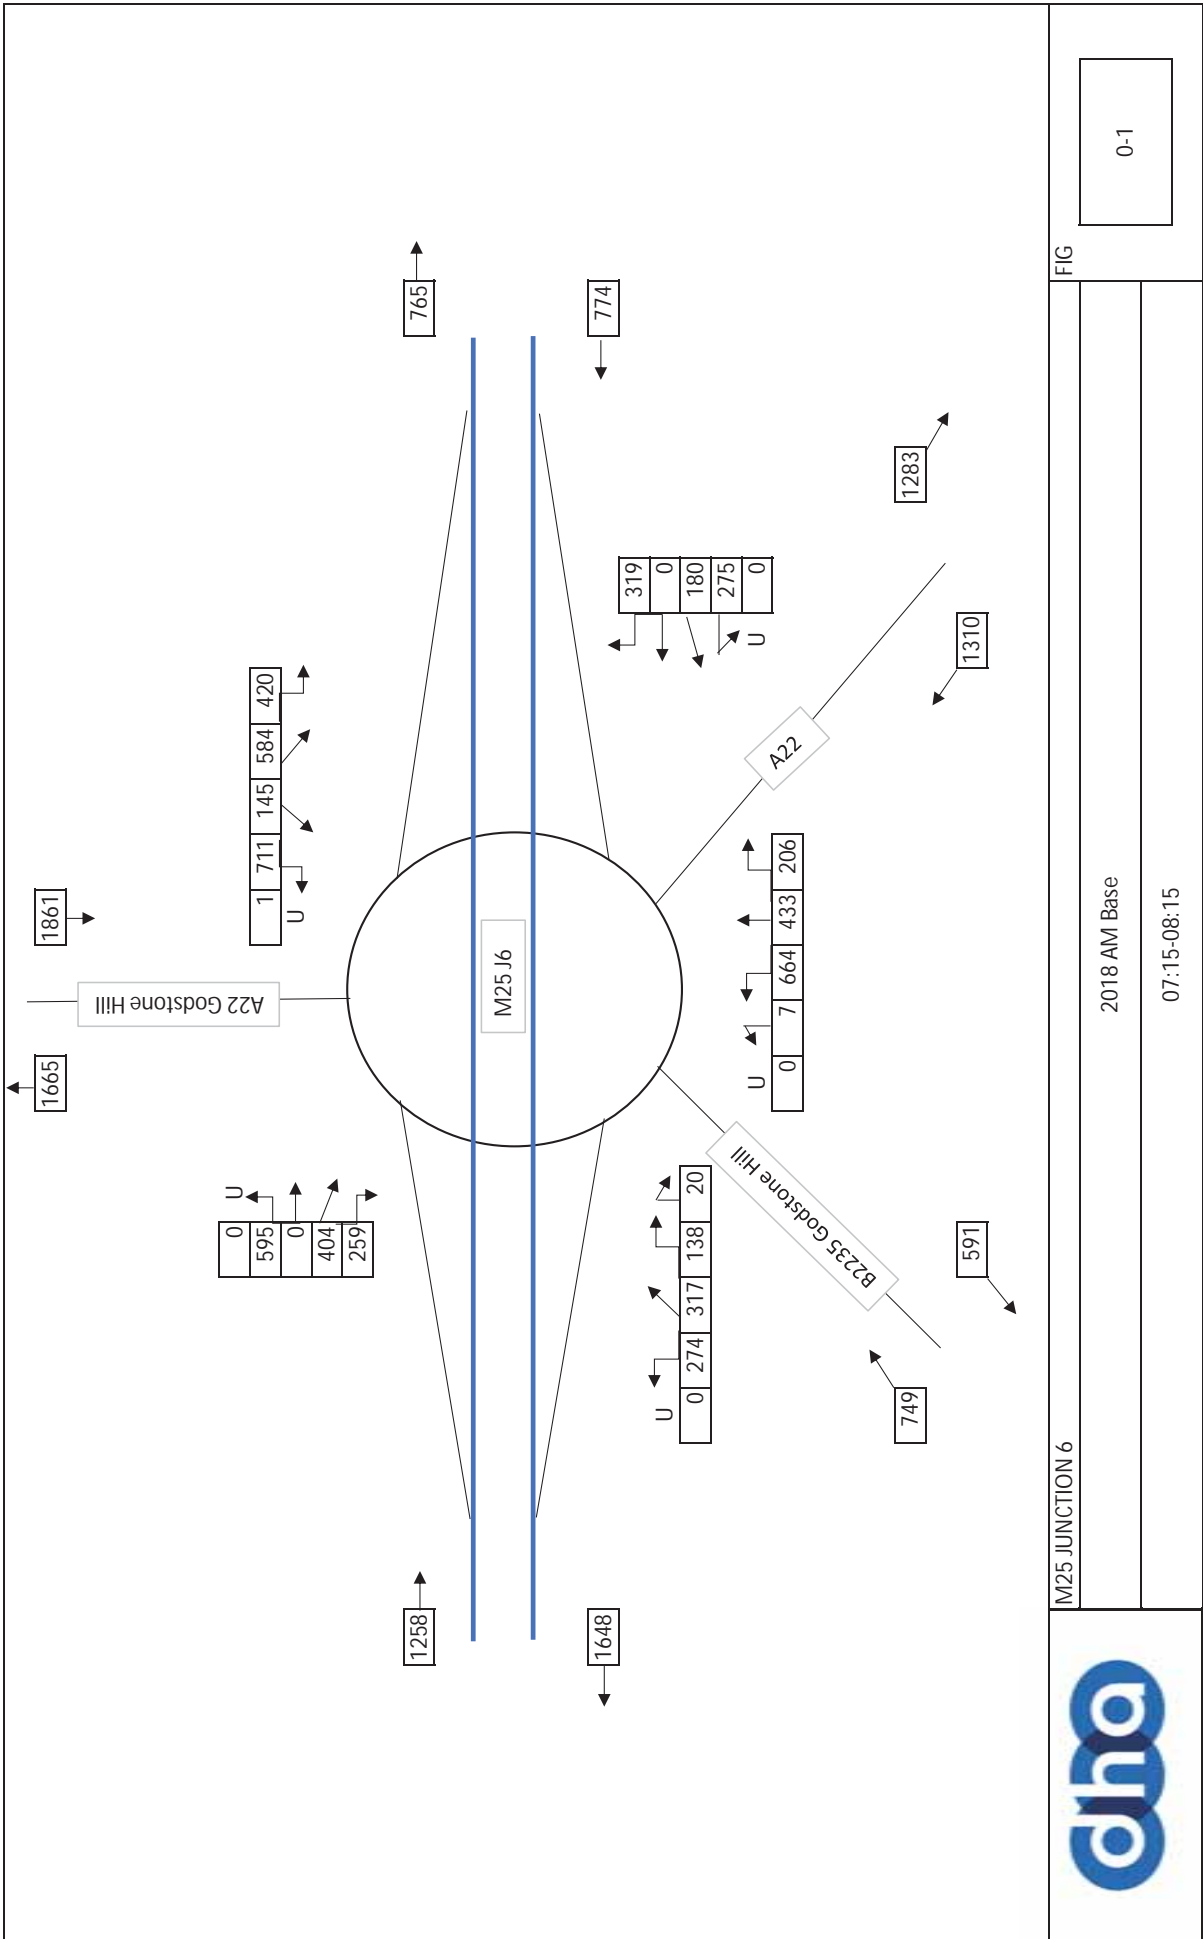 1665
1861
A22 Godstone Hill
U
0
595
0
404
259
1 711 145 584 420
U
1258
765
M25 J6
1648
774
319
0
180
275
0
U
U
0 274 317 138 20
U
0 7 664 433 206
A22
B2235 Godstone Hill
749
591
1310
1283
dha
M25 JUNCTION 6
2018 AM Base
07:15-08:15
FIG
0-1